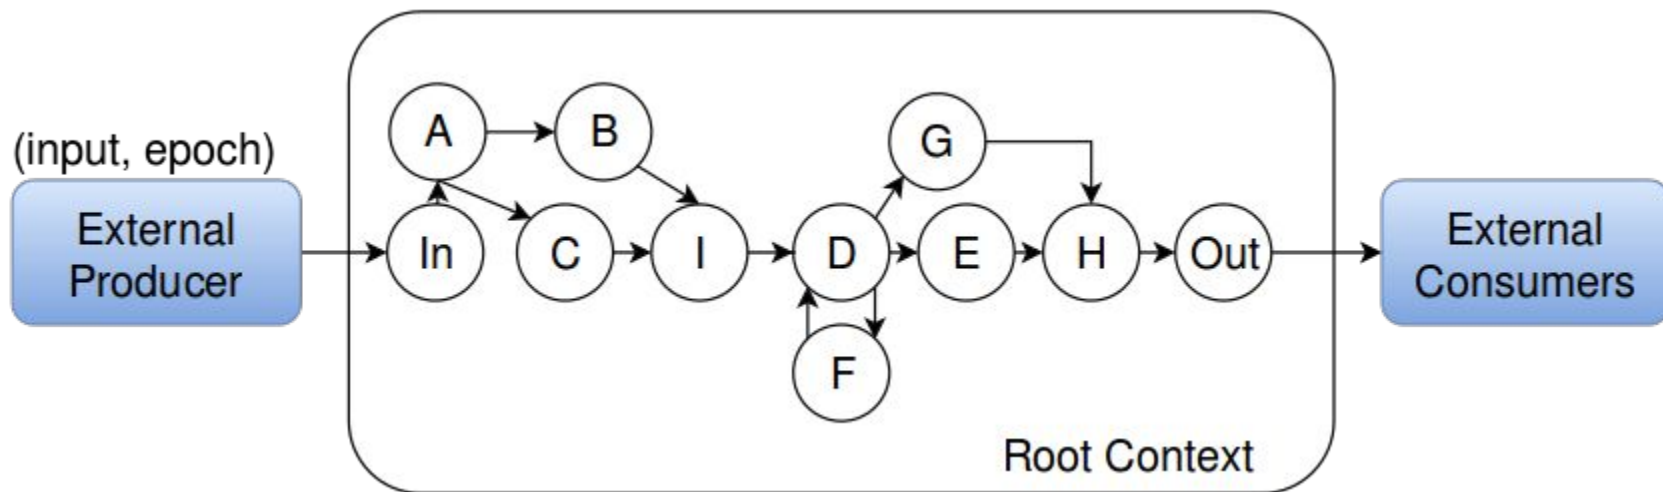 (input, epoch)
External
Producer
A
B
G
In
C
I
D
E
H
Out
External
Consumers
F
Root Context